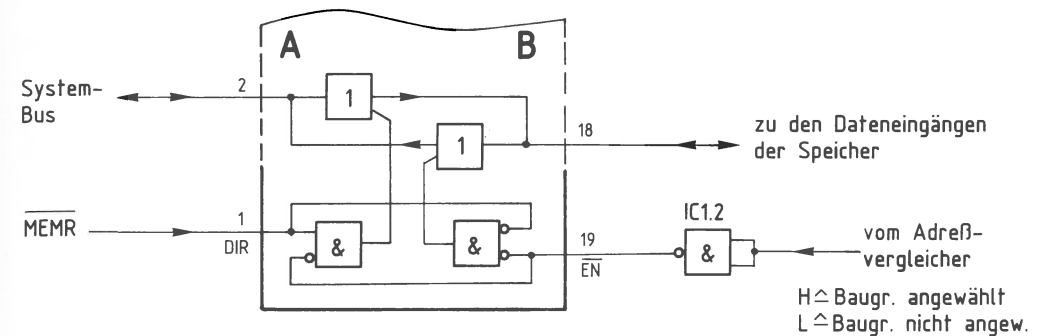 A B
System-
Bus
2
1
1
18
zu den Dateneingängen
der Speicher
MEMR
1
DIR
&
&
19
EN
IC1.2
&
vom Adreß-
vergleicher
H≙Baugr. angewählt
L≙Baugr. nicht angew.